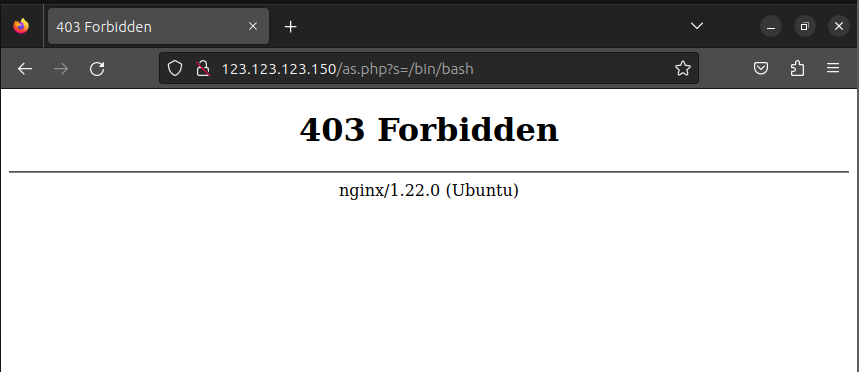 403 Forbidden
123.123.123.150/as.php?s=/bin/bash
403 Forbidden
nginx/1.22.0 (Ubuntu)